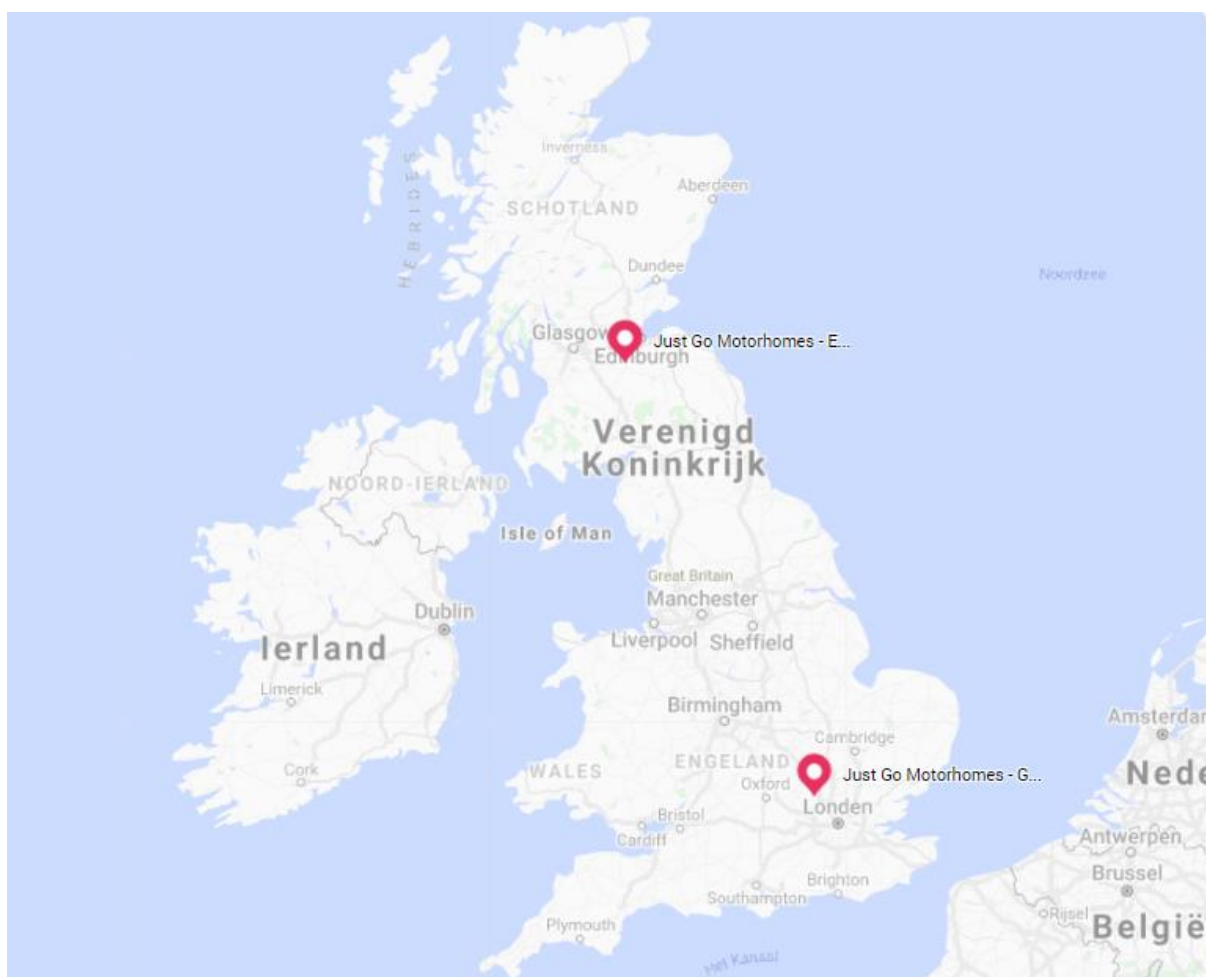 Inverness
Aberdeen
SCHOTLAND
HEBRIDES
Dundee
Noordzee
Glasgow
Just Go Motorhomes - E...
Edinburgh
Verenigd
Koninkrijk
NOORD-IERLAND
Isle of Man
Great Britain
Manchester
Dublin
Liverpool
Sheffield
Ierland
Limerick
Birmingham
Amsterdar
Cambridge
ENGELAND
WALES
Cork
Just Go Motorhomes - G...
Nede
Oxford
Londen
Bristol
Cardiff
Antwerpen
Brussel
Brighton
Southampton
Rijsel
Plymouth
België
Het Kanaal